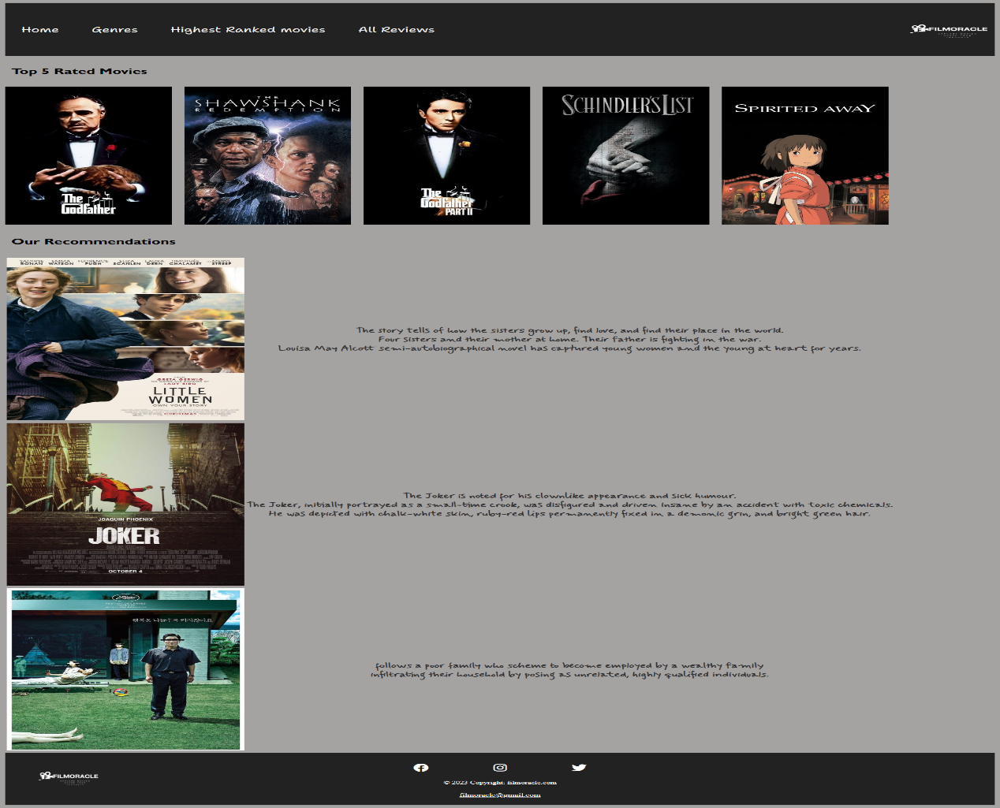 Home Genres Highest Ranked movies All Reviews
FILMORACLE
Top 5 Rated Movies
The Godfather
THE SHAWSHANK REDEMPTION
The Godfather PART II
SCHINDLER'S LIST
SPIRITED AWAY
Our Recommendations
SAOIRSE RONAN EMMA WATSON FLORENCE PUGH ELIZA SCANLEN LAURA DERN TIMOTHÉE CHALAMET MERYL STREEP
GRETA GERWIG
LADY BIRD
LITTLE WOMEN
OWN YOUR STORY
CHRISTMAS
The story tells of how the sisters grow up, find love, and find their place in the world.
Four Sisters and their mother at home. Their father is fighting in the war.
Louisa May Alcott semi-autobiographical novel has captured young women and the young at heart for years.
JOAQUIN PHOENIX
JOKER
OCTOBER 4
The Joker is noted for his clownlike appearance and sick humour.
The Joker, initially portrayed as a small-time crook, was disfigured and driven insane by an accident with toxic chemicals.
He was depicted with chalk-white skin, ruby-red lips permanently fixed in a demonic grin, and bright green hair.
follows a poor family who scheme to become employed by a wealthy family
infiltrating their household by posing as unrelated, highly qualified individuals.
FILMORACLE
© 2023 Copyright: filmoracle.com
filmoracle@gmail.com